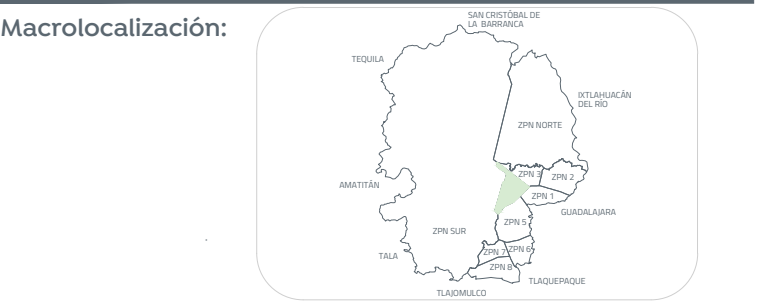 Macrolocalización:
SAN CRISTÓBAL DE
LA BARRANCA
TEQUILA
IXTLAHUACÁN
DEL RÍO
ZPN NORTE
ZPN 3
ZPN 2
AMATITÁN
ZPN 1
GUADALAJARA
ZPN 5
ZPN SUR
ZPN 7
ZPN 6
TALA
ZPN 8
TLAQUEPAQUE
TLAJOMULCO